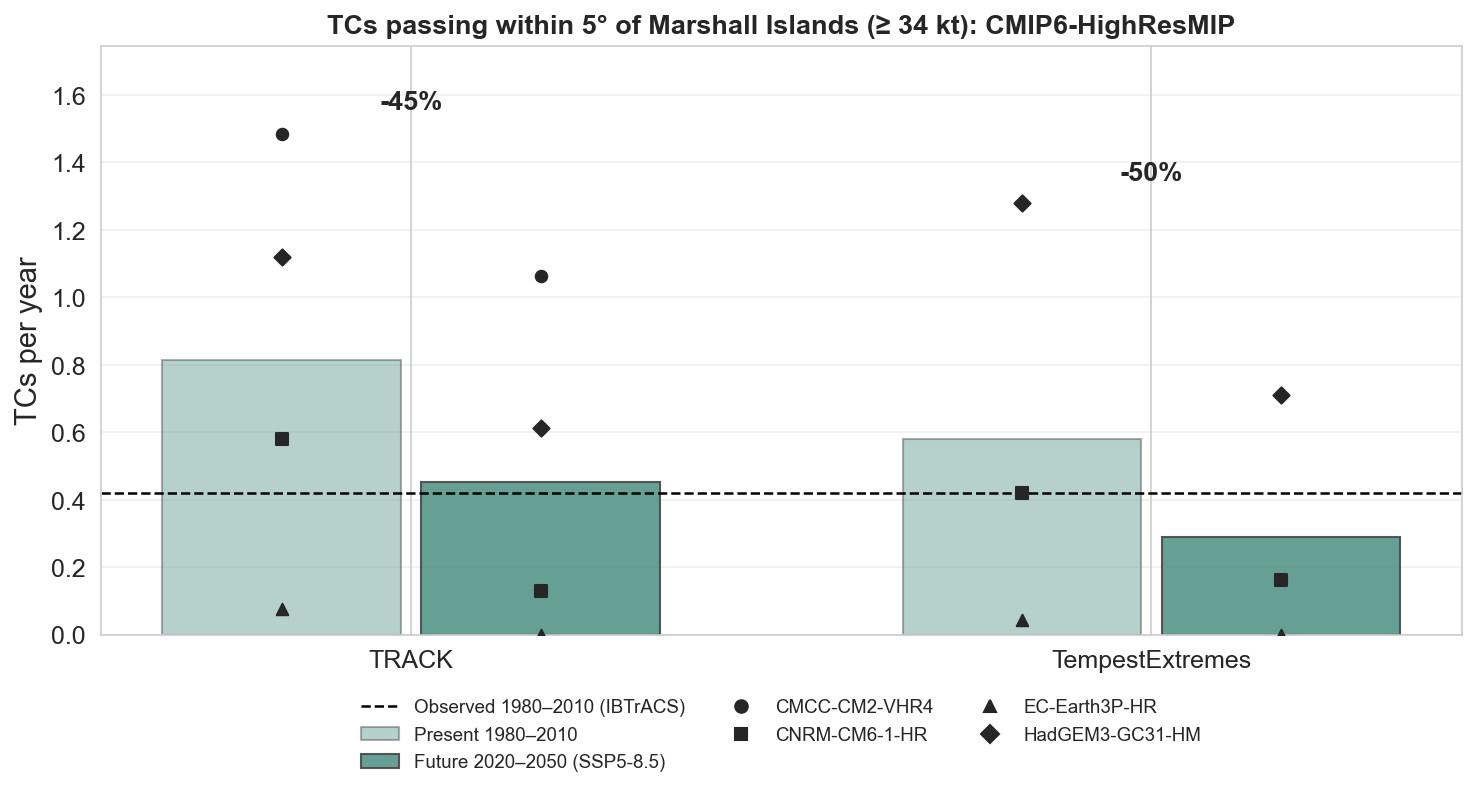 TCs passing within 5° of Marshall Islands (≥ 34 kt): CMIP6-HighResMIP
TCs per year
1.6
1.4
1.2
1.0
0.8
0.6
0.4
0.2
0.0
-45%
-50%
TRACK
TempestExtremes
Observed 1980–2010 (IBTrACS)
Present 1980–2010
Future 2020–2050 (SSP5-8.5)
CMCC-CM2-VHR4
CNRM-CM6-1-HR
EC-Earth3P-HR
HadGEM3-GC31-HM